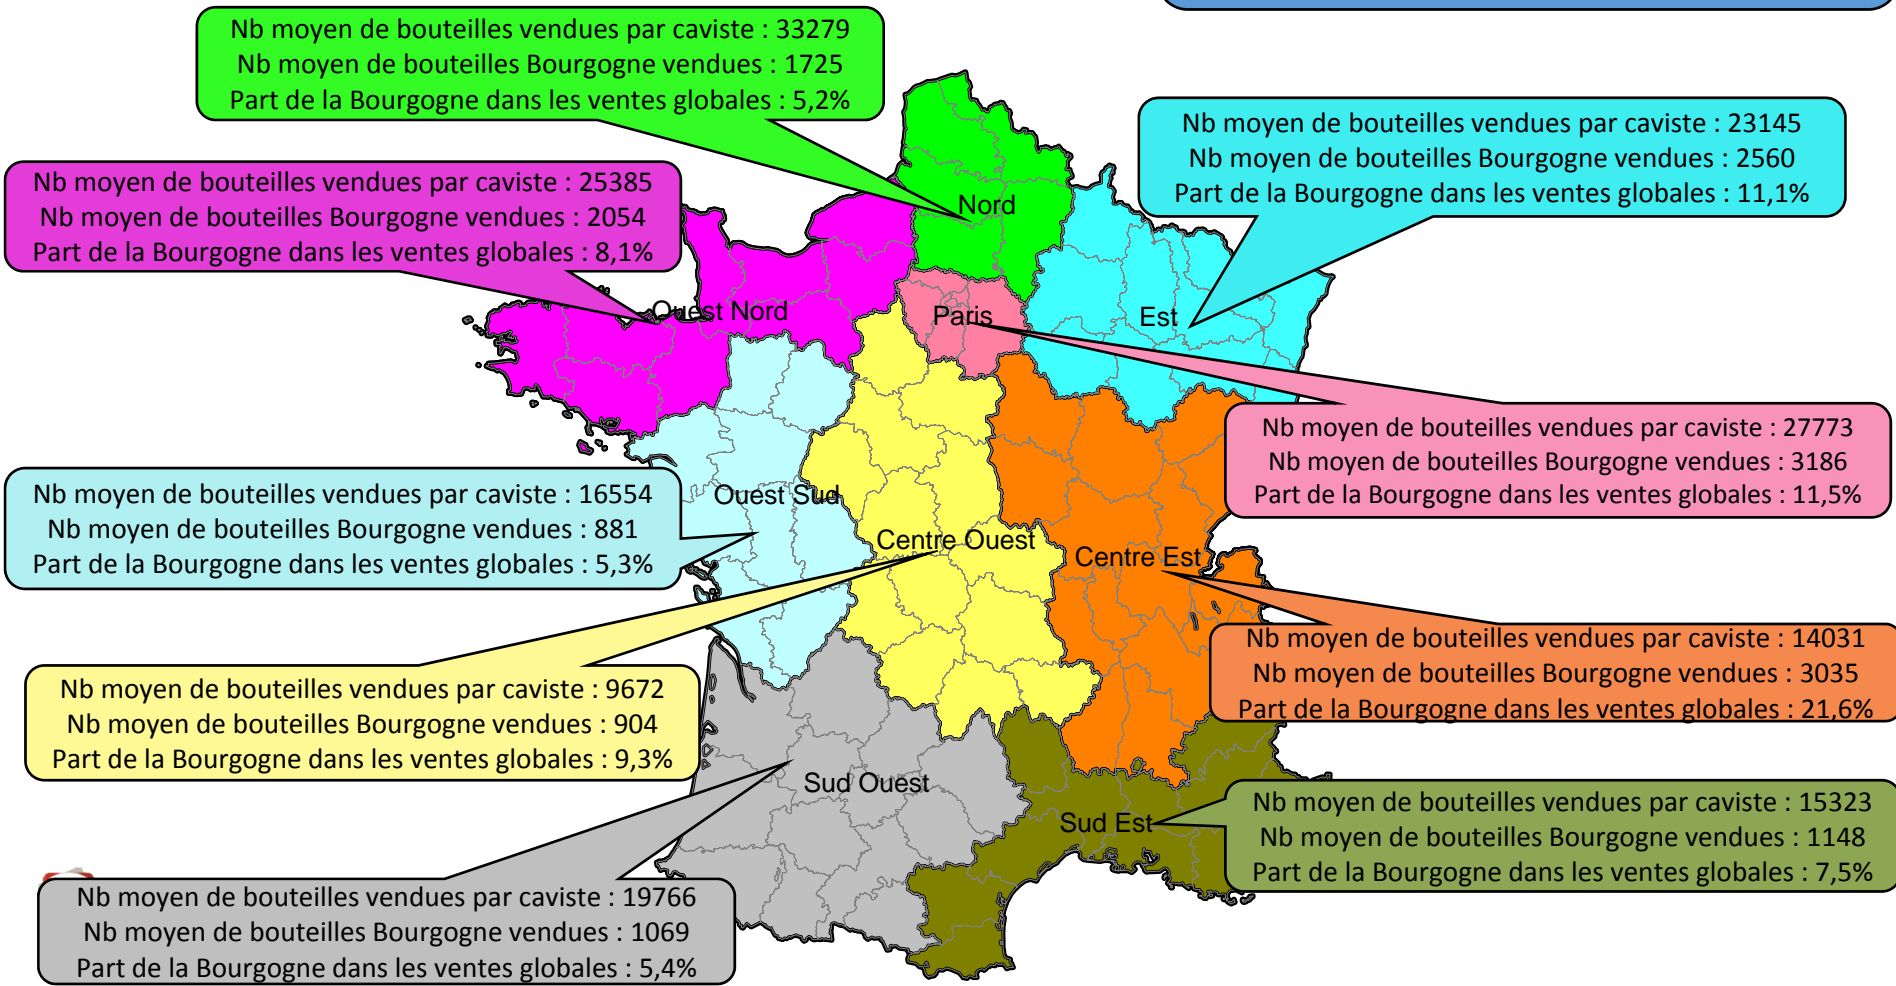 Nb moyen de bouteilles vendues par caviste : 33279
Nb moyen de bouteilles Bourgogne vendues : 1725
Part de la Bourgogne dans les ventes globales : 5,2%
Nb moyen de bouteilles vendues par caviste : 23145
Nb moyen de bouteilles Bourgogne vendues : 2560
Part de la Bourgogne dans les ventes globales : 11,1%
Nb moyen de bouteilles vendues par caviste : 25385
Nb moyen de bouteilles Bourgogne vendues : 2054
Part de la Bourgogne dans les ventes globales : 8,1%
Nord
Ouest Nord
Paris
Est
Nb moyen de bouteilles vendues par caviste : 27773
Nb moyen de bouteilles Bourgogne vendues : 3186
Part de la Bourgogne dans les ventes globales : 11,5%
Nb moyen de bouteilles vendues par caviste : 16554
Nb moyen de bouteilles Bourgogne vendues : 881
Part de la Bourgogne dans les ventes globales : 5,3%
Ouest Sud
Centre Ouest
Centre Est
Nb moyen de bouteilles vendues par caviste : 14031
Nb moyen de bouteilles Bourgogne vendues : 3035
Part de la Bourgogne dans les ventes globales : 21,6%
Nb moyen de bouteilles vendues par caviste : 9672
Nb moyen de bouteilles Bourgogne vendues : 904
Part de la Bourgogne dans les ventes globales : 9,3%
Sud Ouest
Sud Est
Nb moyen de bouteilles vendues par caviste : 15323
Nb moyen de bouteilles Bourgogne vendues : 1148
Part de la Bourgogne dans les ventes globales : 7,5%
Nb moyen de bouteilles vendues par caviste : 19766
Nb moyen de bouteilles Bourgogne vendues : 1069
Part de la Bourgogne dans les ventes globales : 5,4%